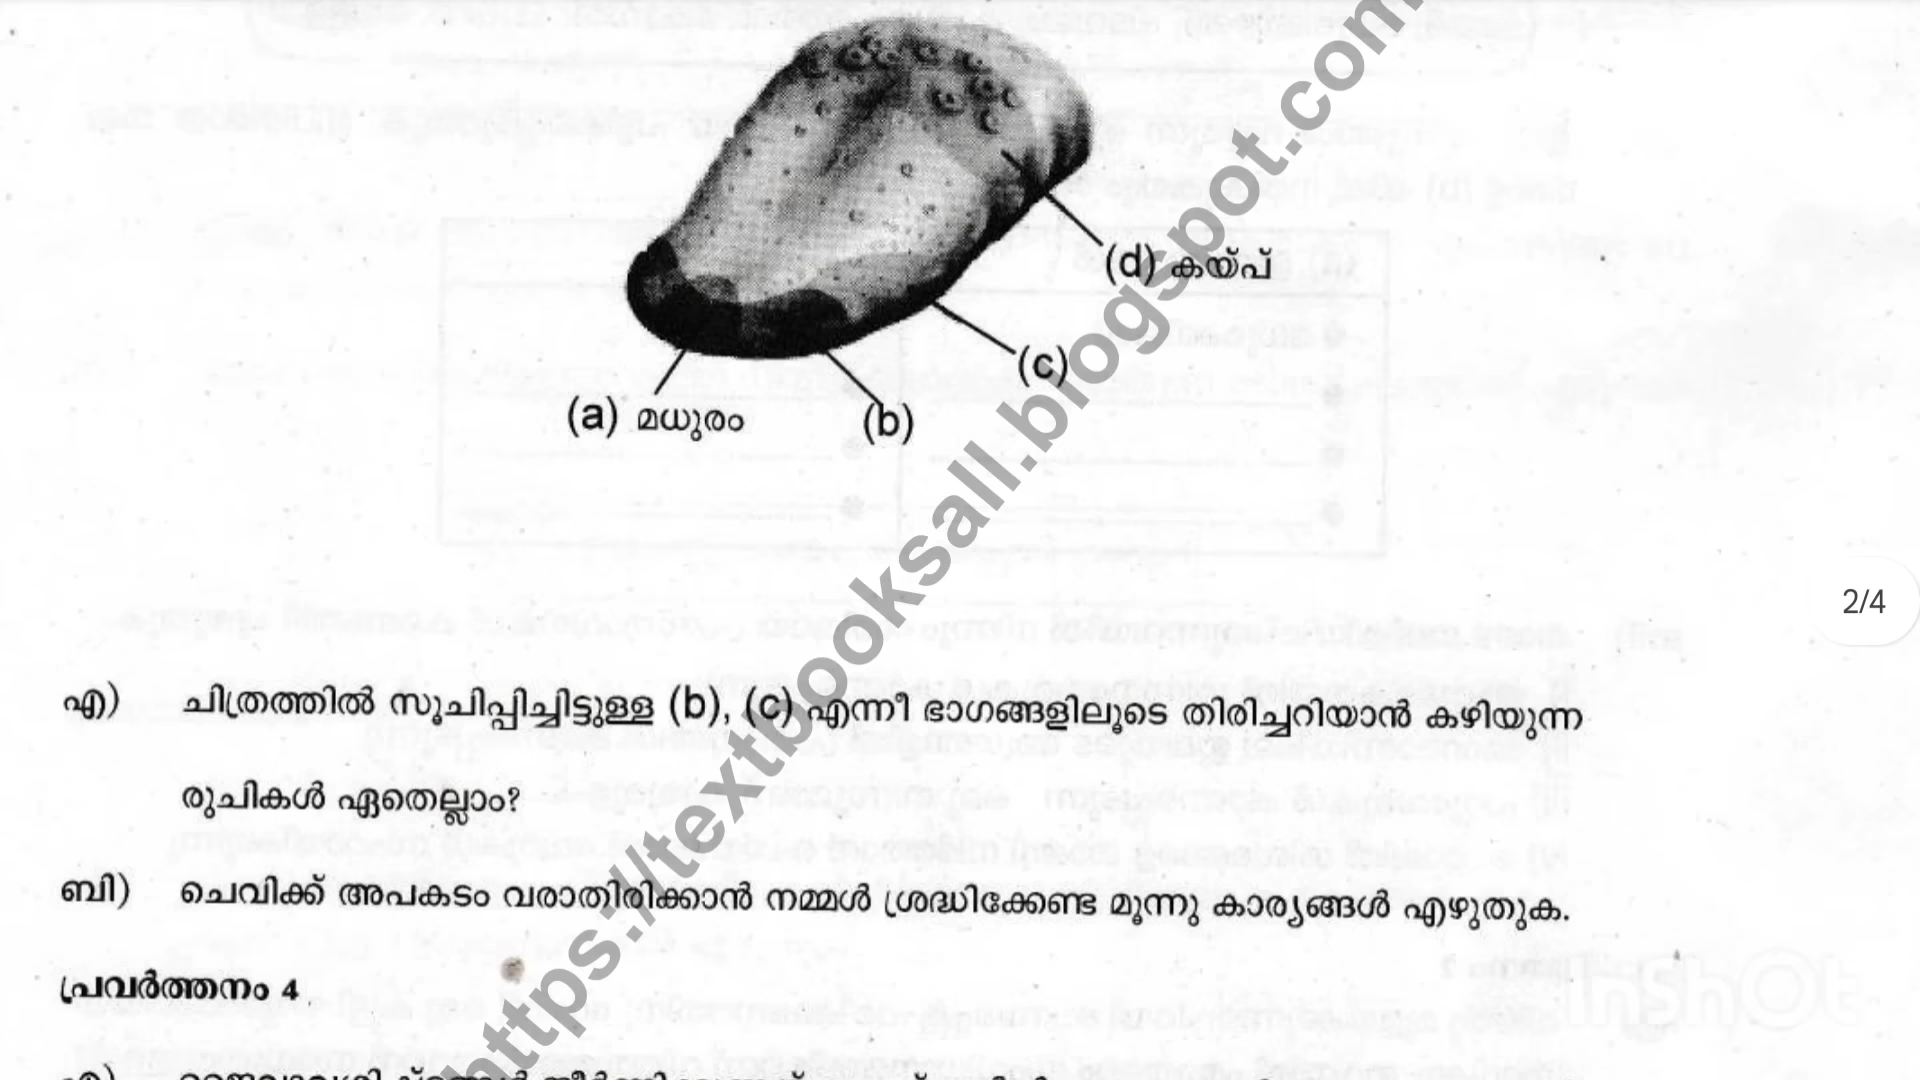 (d) കയ്പ്
(c)
(a) മധുരം
(b)
https://textbooksall.blogspot.com
2/4
എ) ചിത്രത്തിൽ സൂചിപ്പിച്ചിട്ടുള്ള (b), (c) എന്നീ ഭാഗങ്ങളിലൂടെ തിരിച്ചറിയാൻ കഴിയുന്ന
രുചികൾ ഏതെല്ലാം?
ബി) ചെവിക്ക് അപകടം വരാതിരിക്കാൻ നമ്മൾ ശ്രദ്ധിക്കേണ്ട മൂന്നു കാര്യങ്ങൾ എഴുതുക.
പ്രവർത്തനം 4
എ)
InShOt